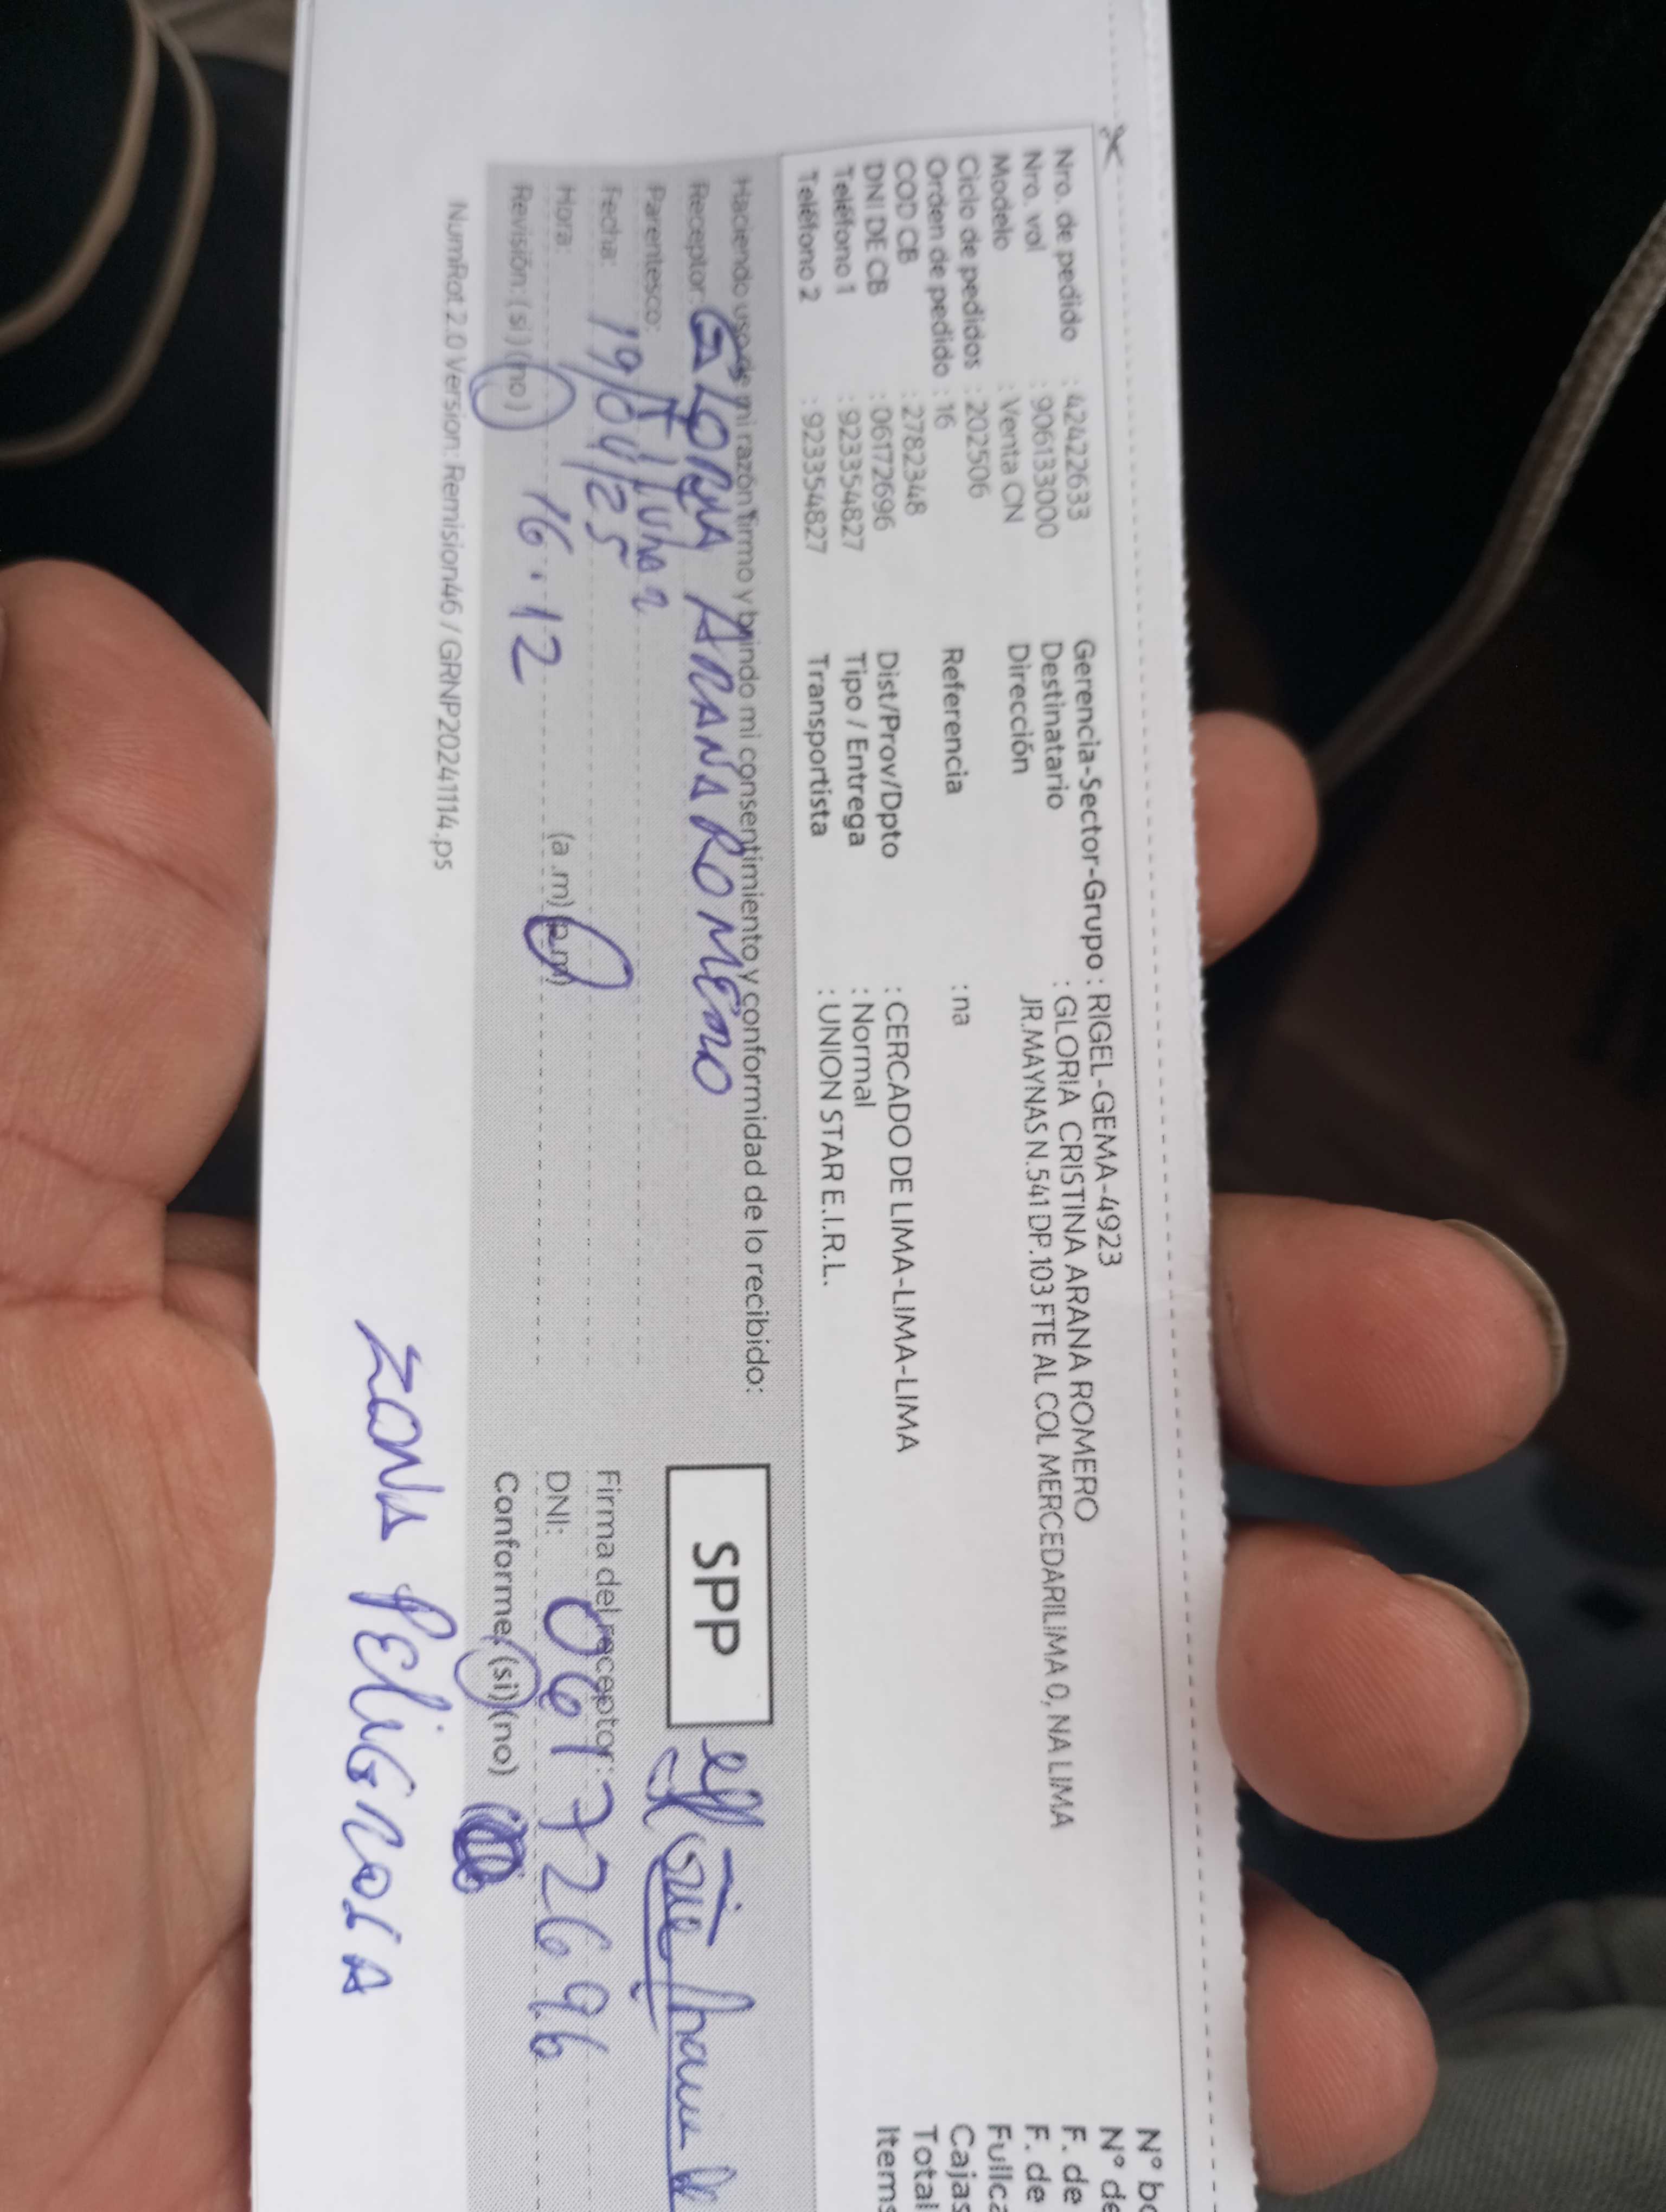 Nro. de pedido : 42422633
Nro. vol : 906133000
Modelo : Venta CN
Ciclo de pedidos : 202506
Orden de pedido : 16
COD CB : 2782348
DNI DE CB : 06172696
Teléfono 1 : 923354827
Teléfono 2 : 923354827
Gerencia-Sector-Grupo : RIGEL-GEMA-4923
Destinatario : GLORIA CRISTINA ARANA ROMERO
Dirección JR.MAYNAS N.541 DP.103 FTE AL COL MERCEDARILIMA 0, NA LIMA
Referencia : na
Dist/Prov/Dpto : CERCADO DE LIMA-LIMA-LIMA
Tipo / Entrega : Normal
Transportista : UNION STAR E.I.R.L.
N° de
F. de
F. de
Cajas
Total
Items
Haciendo uso de mi razón firmo y brindo mi consentimiento y conformidad de lo recibido:
Receptor: GLORIA ARANA ROMERO
Parentesco:
Fecha: 19/04/25
Hora: 16.12 (a.m) (p.m)
Revisión: (si) (no)
SPP
Firma del receptor:
DNI: 06172696
Conforme: (si) (no)
NumRot.2.0 Version: Remision46 / GRNP20241114.ps
ZONA PELIGROSA